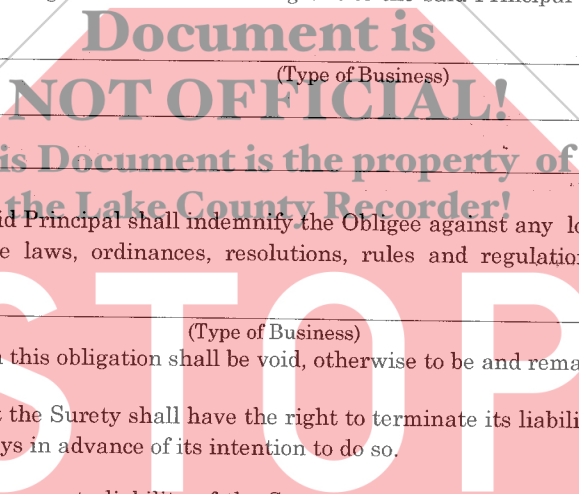 Document is
(Type of Business)
NOT OFFICIAL!
is Document is the property of
the Lake County Recorder!
id Principal shall indemnify the Obligee against any lo
e laws, ordinances, resolutions, rules and regulation
STOP
(Type of Business)
this obligation shall be void, otherwise to be and rema
t the Surety shall have the right to terminate its liabili
ys in advance of its intention to do so.